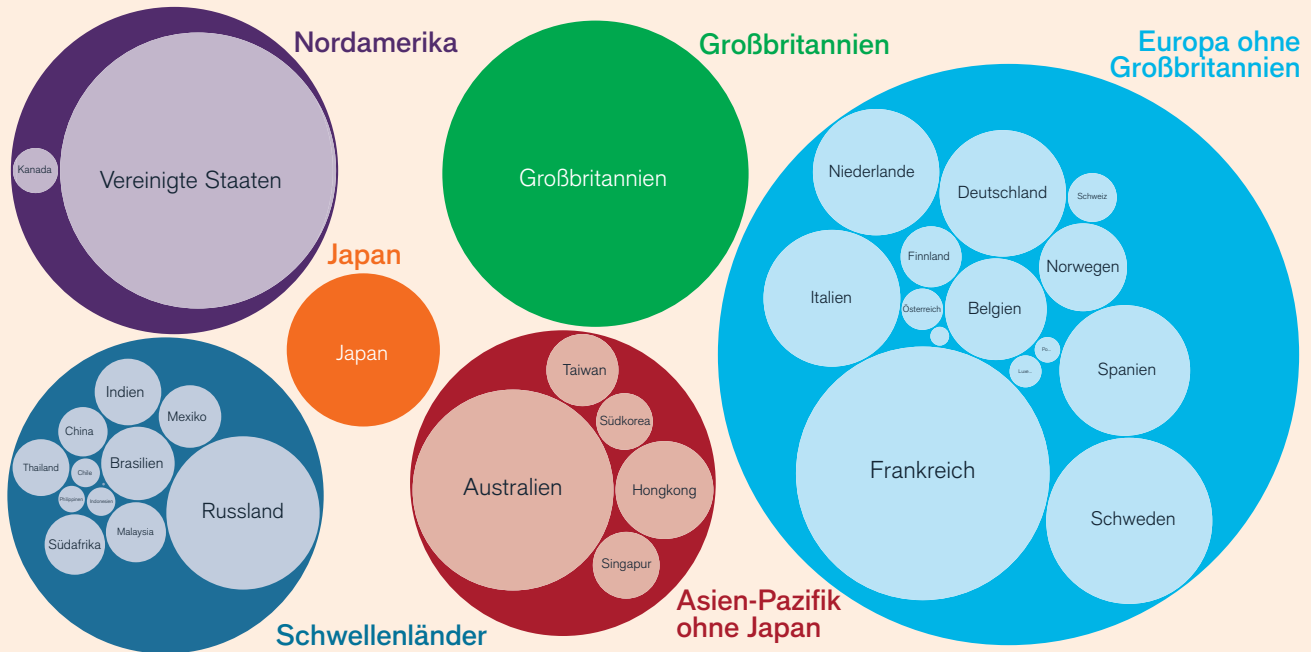 Nordamerika
Kanada
Vereinigte Staaten
Großbritannien
Großbritannien
Europa ohne
Großbritannien
Niederlande
Deutschland
Schweiz
Finnland
Norwegen
Italien
Österreich
Belgien
Po...
Luxe...
Spanien
Frankreich
Schweden
Japan
Japan
Taiwan
Südkorea
Australien
Hongkong
Singapur
Asien-Pazifik
ohne Japan
Indien
Mexiko
China
Thailand
Chile
Brasilien
Philippinen
Indonesien
Russland
Südafrika
Malaysia
Schwellenländer